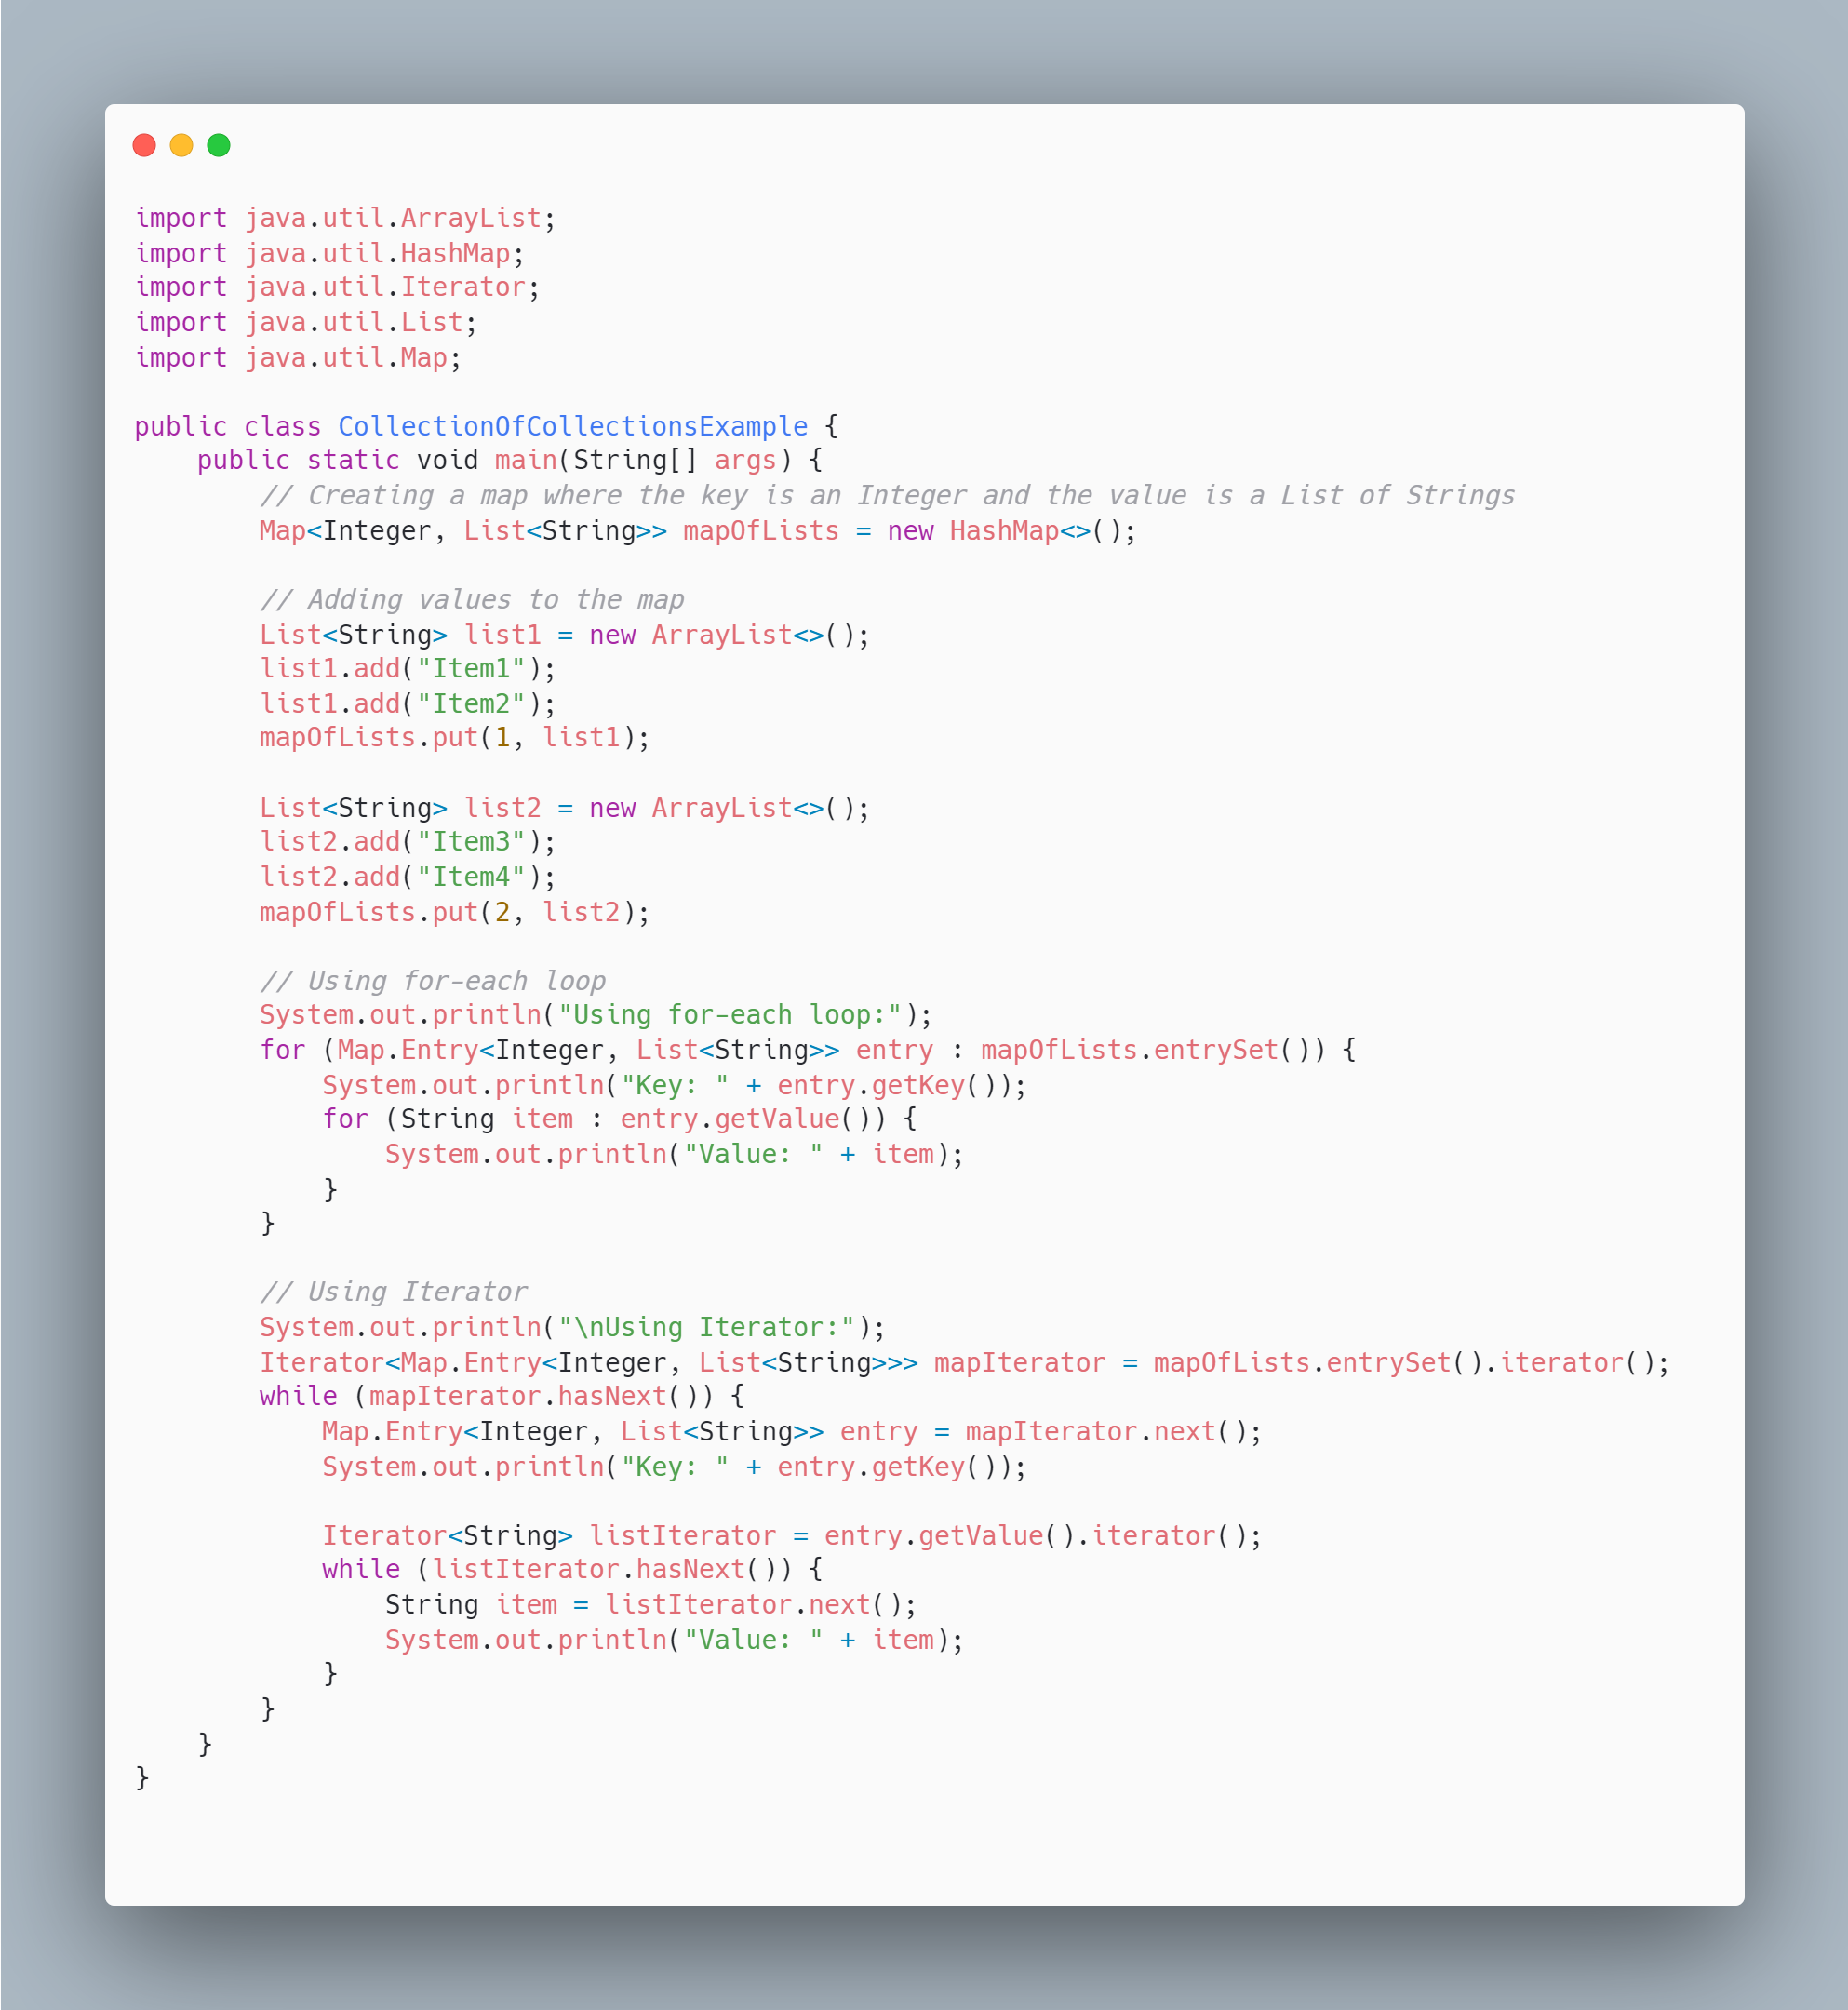 import java.util.ArrayList;
import java.util.HashMap;
import java.util.Iterator;
import java.util.List;
import java.util.Map;

public class CollectionOfCollectionsExample {
    public static void main(String[] args) {
        // Creating a map where the key is an Integer and the value is a List of Strings
        Map<Integer, List<String>> mapOfLists = new HashMap<>();

        // Adding values to the map
        List<String> list1 = new ArrayList<>();
        list1.add("Item1");
        list1.add("Item2");
        mapOfLists.put(1, list1);

        List<String> list2 = new ArrayList<>();
        list2.add("Item3");
        list2.add("Item4");
        mapOfLists.put(2, list2);

        // Using for-each loop
        System.out.println("Using for-each loop:");
        for (Map.Entry<Integer, List<String>> entry : mapOfLists.entrySet()) {
            System.out.println("Key: " + entry.getKey());
            for (String item : entry.getValue()) {
                System.out.println("Value: " + item);
            }
        }

        // Using Iterator
        System.out.println("\nUsing Iterator:");
        Iterator<Map.Entry<Integer, List<String>>> mapIterator = mapOfLists.entrySet().iterator();
        while (mapIterator.hasNext()) {
            Map.Entry<Integer, List<String>> entry = mapIterator.next();
            System.out.println("Key: " + entry.getKey());

            Iterator<String> listIterator = entry.getValue().iterator();
            while (listIterator.hasNext()) {
                String item = listIterator.next();
                System.out.println("Value: " + item);
            }
        }
    }
}